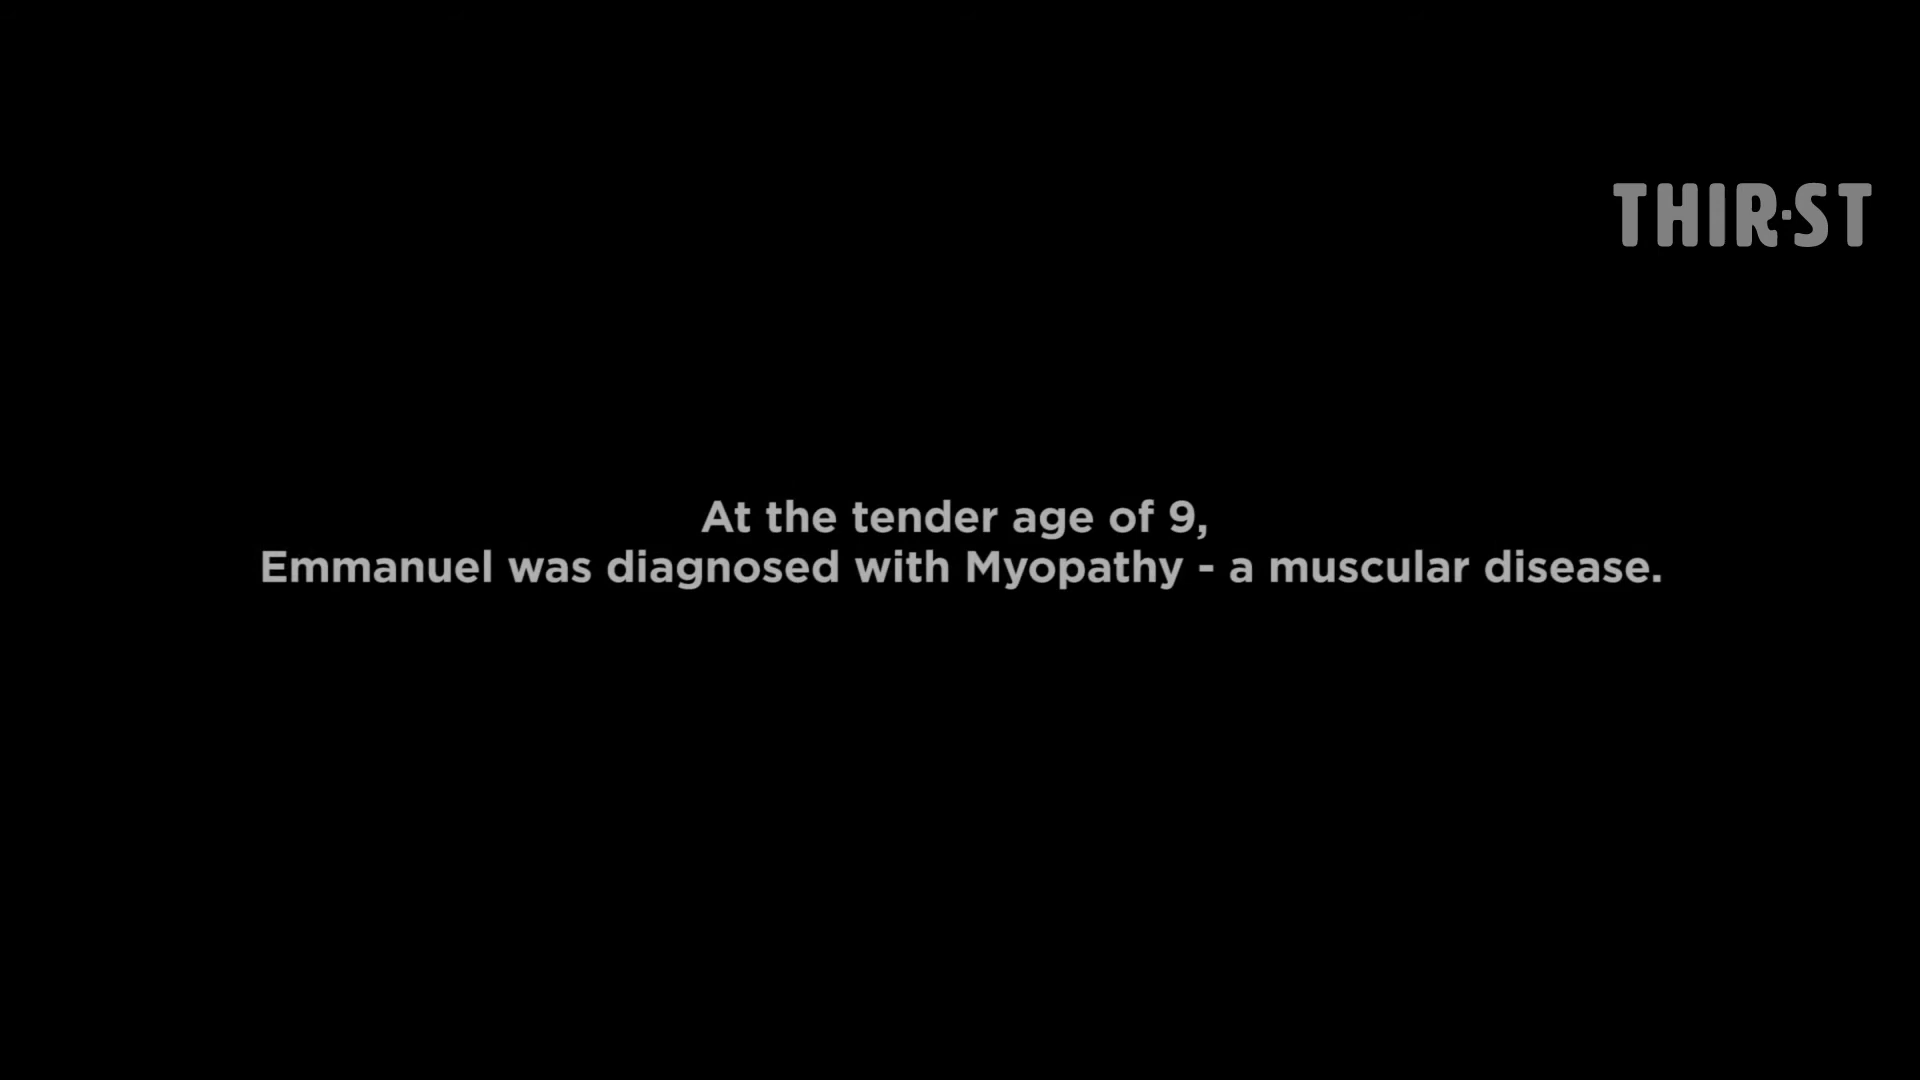 THIR·ST
At the tender age of 9,
Emmanuel was diagnosed with Myopathy - a muscular disease.